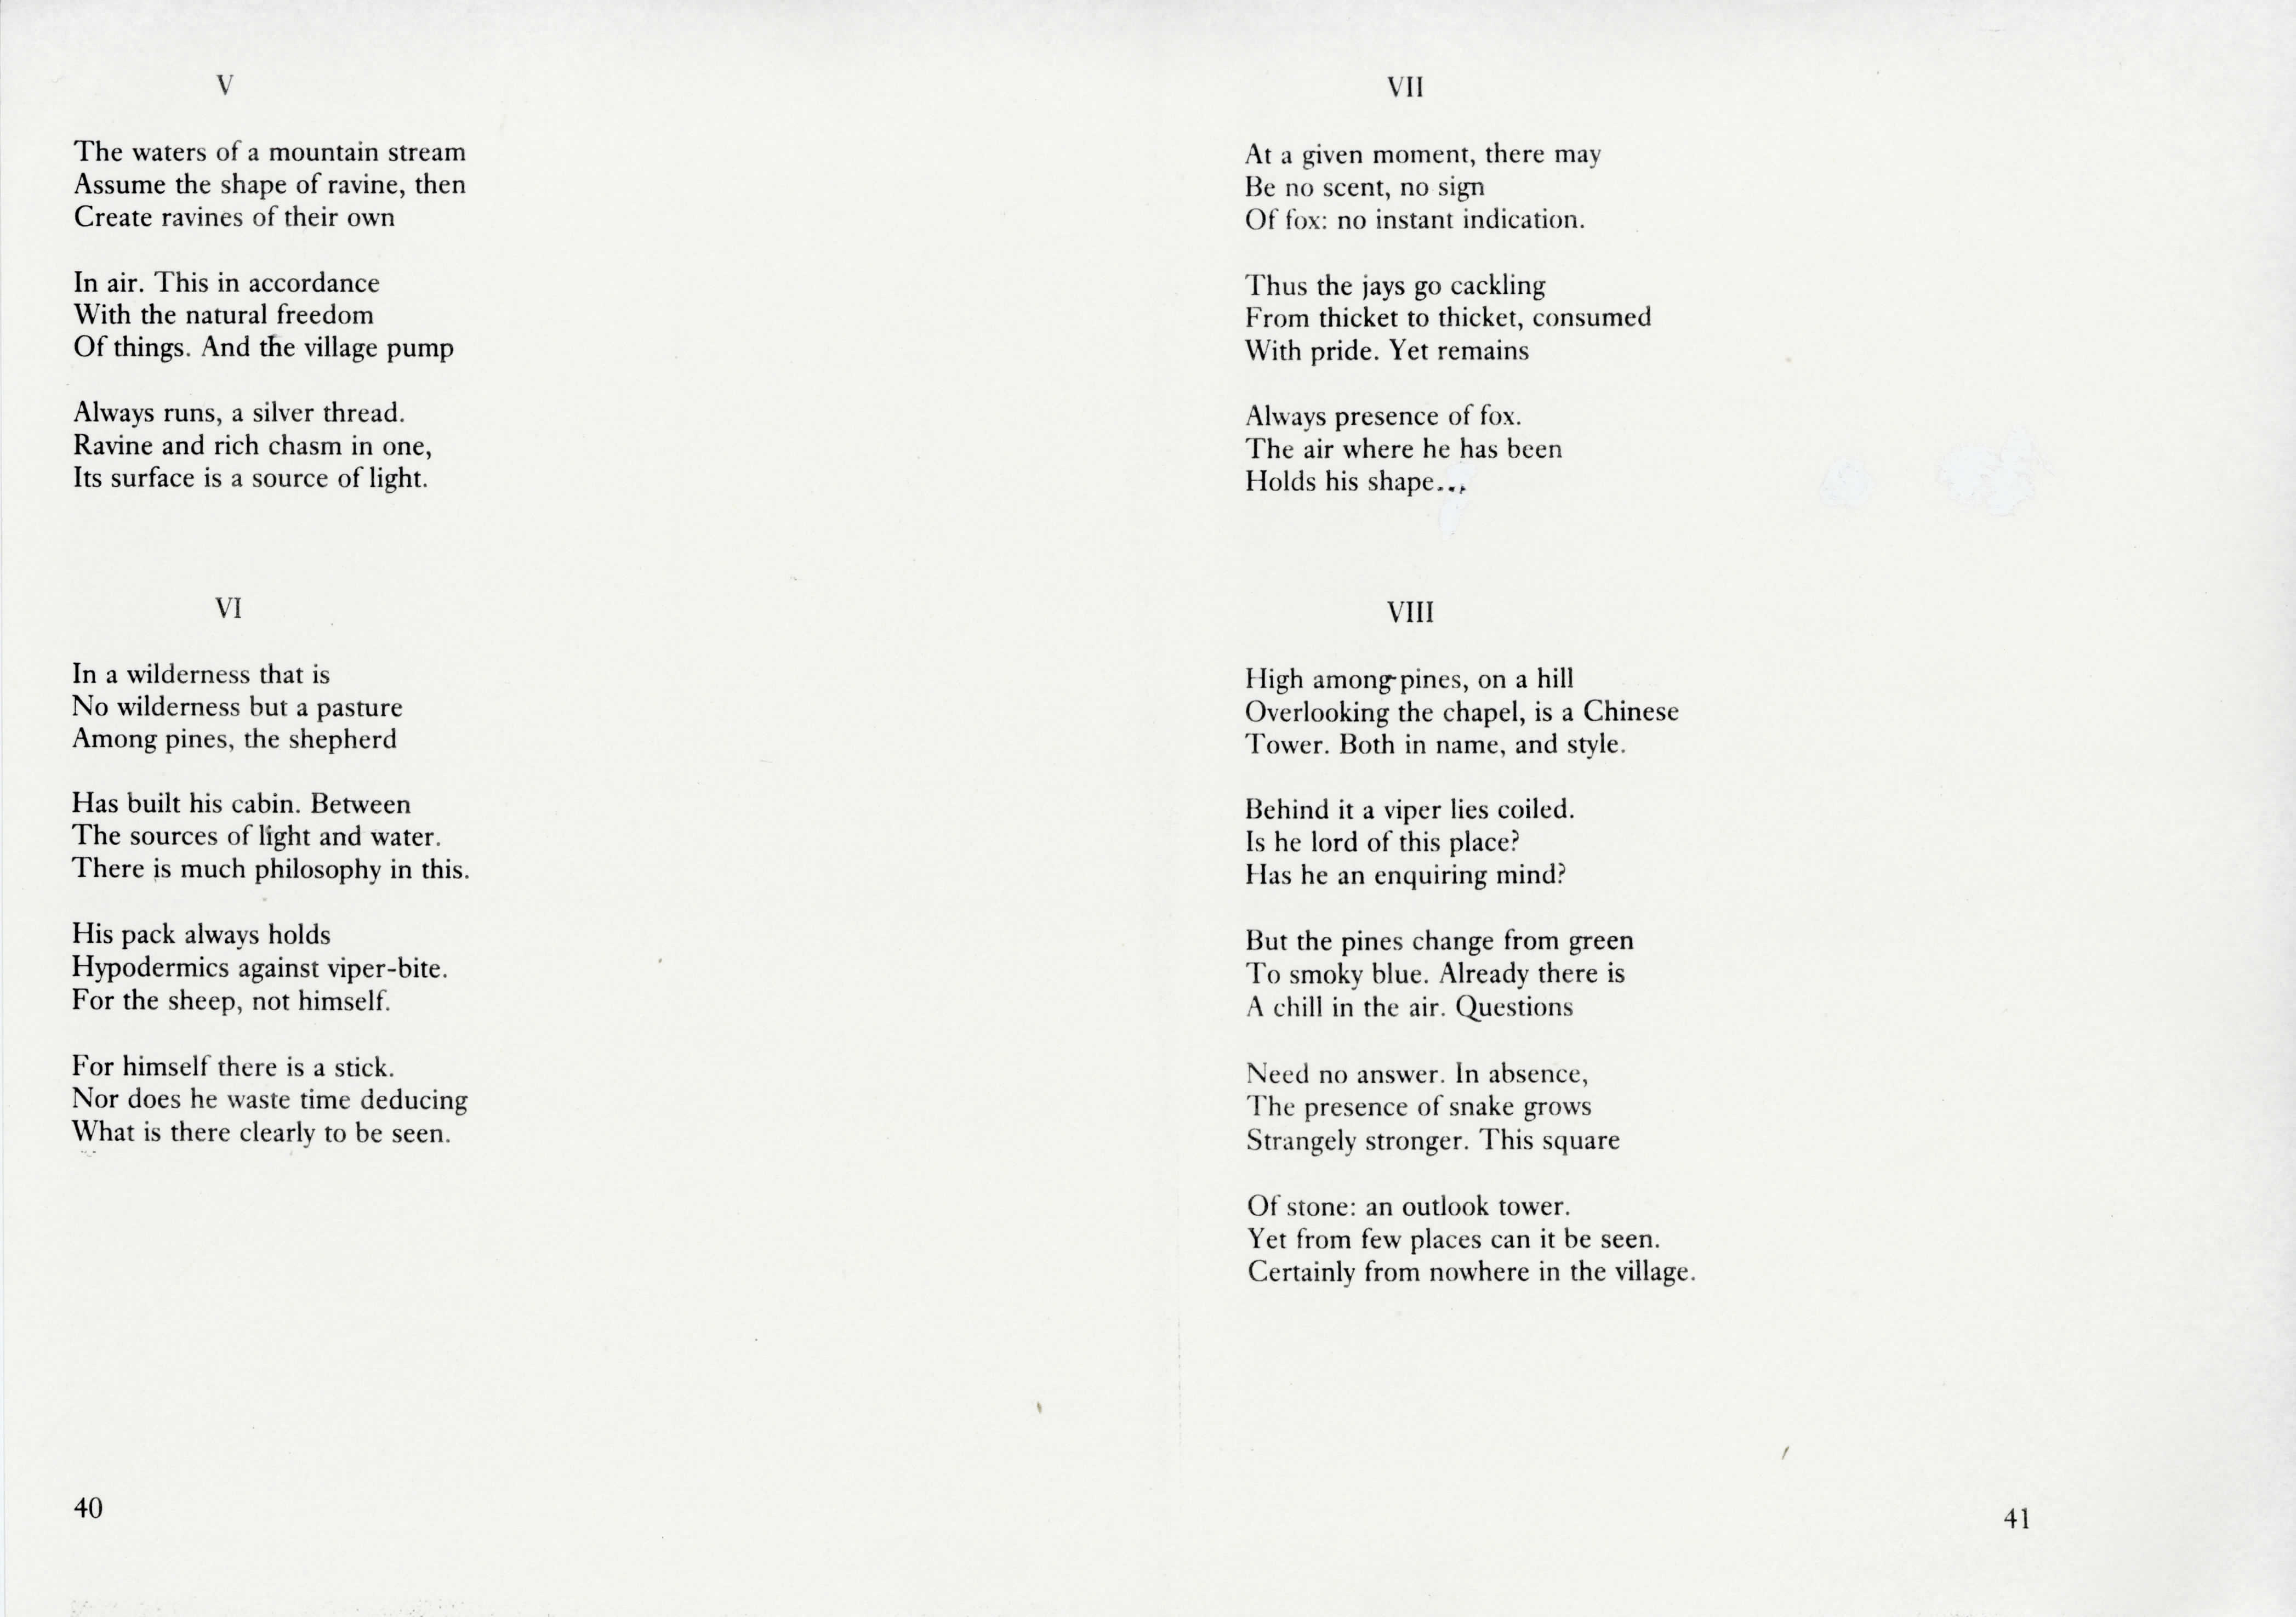 V
The waters of a mountain stream
Assume the shape of ravine, then
Create ravines of their own
In air. This in accordance
With the natural freedom
Of things. And the village pump
Always runs, a silver thread.
Ravine and rich chasm in one,
Its surface is a source of light.
VI
In a wilderness that is
No wilderness but a pasture
Among pines, the shepherd
Has built his cabin. Between
The sources of light and water.
There is much philosophy in this.
His pack always holds
Hypodermics against viper-bite.
For the sheep, not himself.
For himself there is a stick.
Nor does he waste time deducing
What is there clearly to be seen.
40
VII
At a given moment, there may
Be no scent, no sign
Of fox: no instant indication.
Thus the jays go cackling
From thicket to thicket, consumed
With pride. Yet remains
Always presence of fox.
The air where he has been
Holds his shape...
VIII
High among pines, on a hill
Overlooking the chapel, is a Chinese
Tower. Both in name, and style.
Behind it a viper lies coiled.
Is he lord of this place?
Has he an enquiring mind?
But the pines change from green
To smoky blue. Already there is
A chill in the air. Questions
Need no answer. In absence,
The presence of snake grows
Strangely stronger. This square
Of stone: an outlook tower.
Yet from few places can it be seen.
Certainly from nowhere in the village.
41